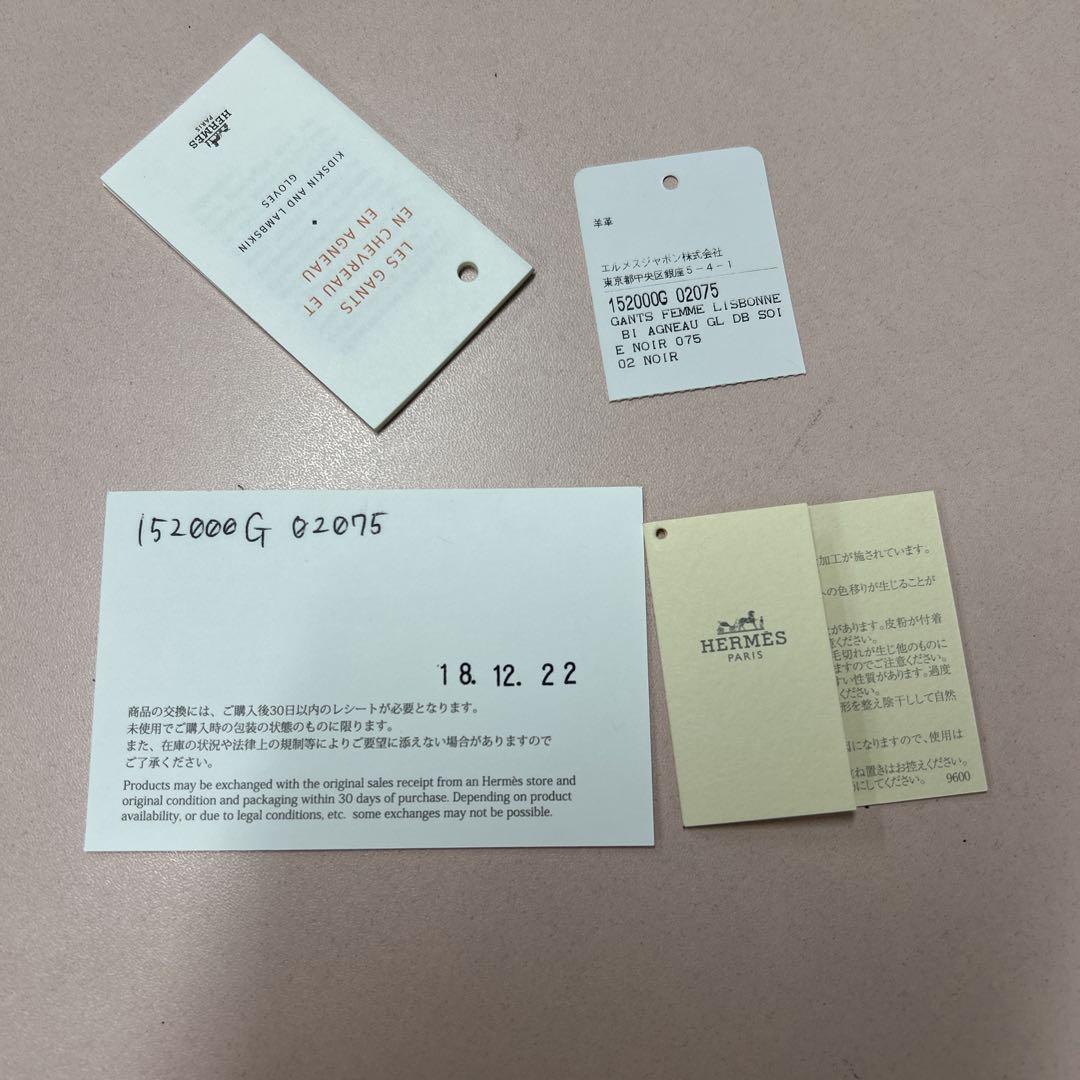 HERMÈS
PARIS
KIDSKIN AND LAMBSKIN
GLOVES
LES GANTS
EN CHEVREAU ET
EN AGNEAU
羊革
エルメスジャポン株式会社
東京都中央区銀座5-4-1
152000G 02075
GANTS FEMME LISBONNE
BI AGNEAU GL DB SOI
E NOIR 075
02 NOIR
152000G 02075
18.12.22
商品の交換には、ご購入後30日以内のレシートが必要となります。
未使用でご購入時の包装の状態のものに限ります。
また、在庫の状況や法律上の規制等によりご要望に添えない場合がありますので
ご了承ください。
Products may be exchanged with the original sales receipt from an Hermès store and
original condition and packaging within 30 days of purchase. Depending on product
availability, or due to legal conditions, etc. some exchanges may not be possible.
HERMÈS
PARIS
加工が施されています。
への色移りが生じることが
があります。皮粉が付着
ください。
毛切れが生じ他のものに
ますのでご注意ください。
すい性質があります。過度
ください。
形を整え陰干しして自然
になりますので、使用は
ね置きはお控えください。
にしてください。 9600